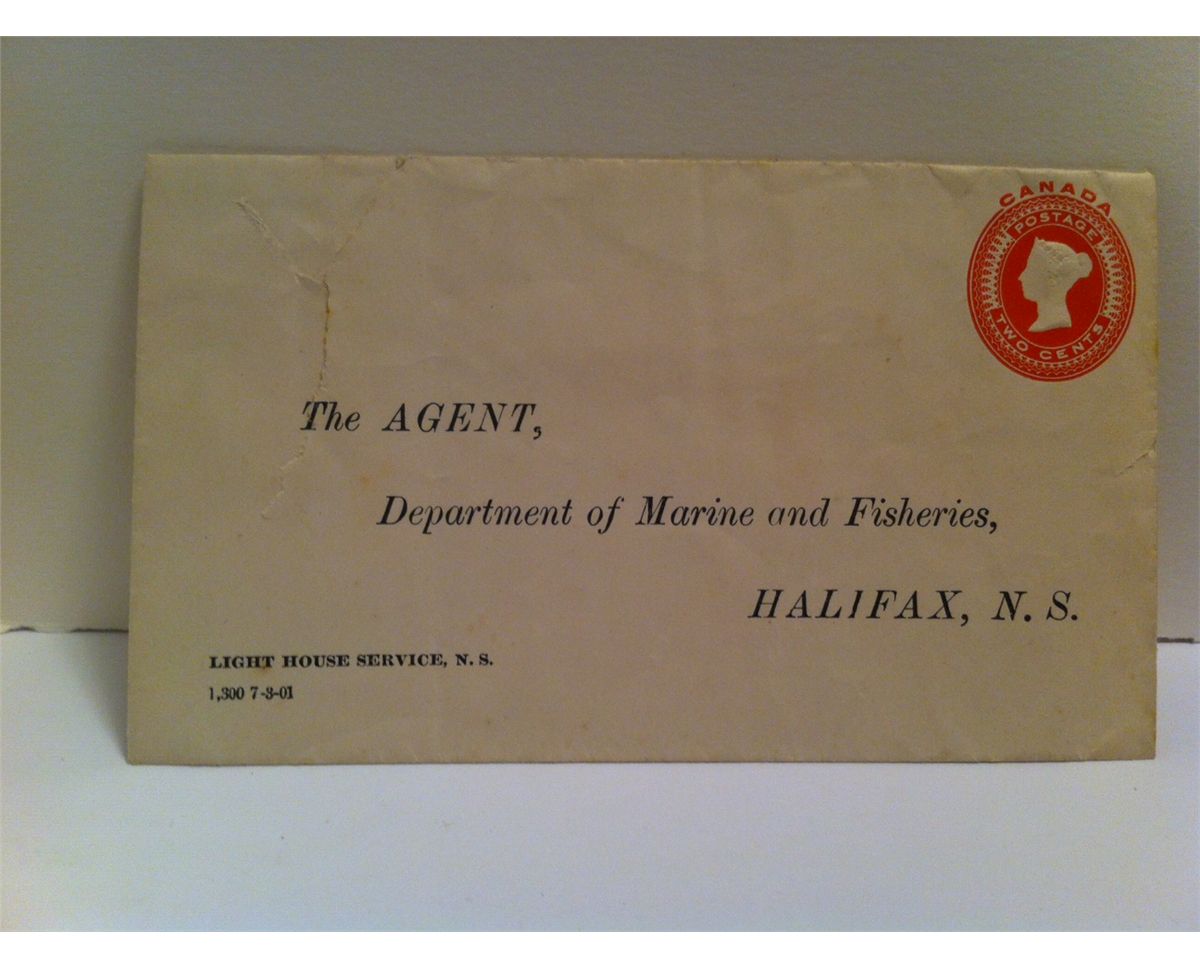 CANADA
POSTAGE
TWO CENTS
The AGENT,
Department of Marine and Fisheries,
HALIFAX, N. S.
LIGHT HOUSE SERVICE, N. S.
1,300 7-3-01